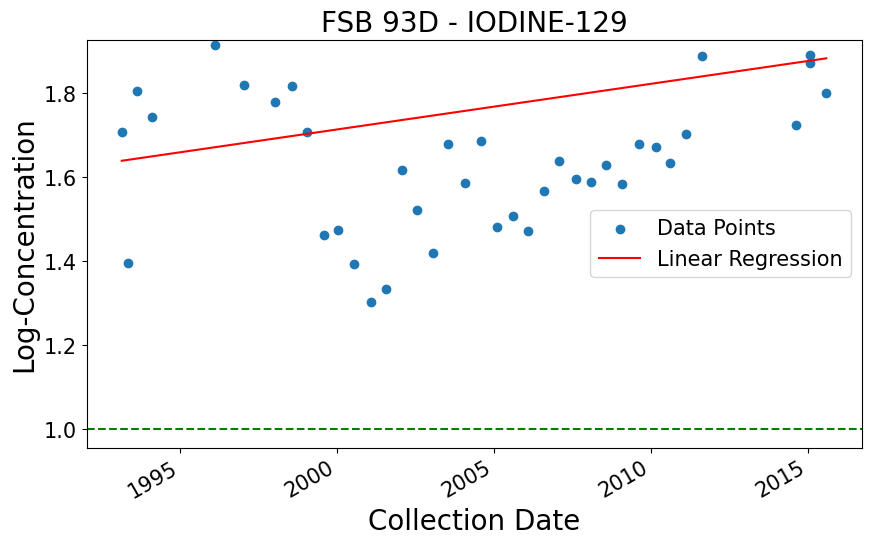 FSB 93D - IODINE-129
Log-Concentration
1.8
1.6
1.4
1.2
1.0
Data Points
Linear Regression
1995
2000
2005
2010
2015
Collection Date